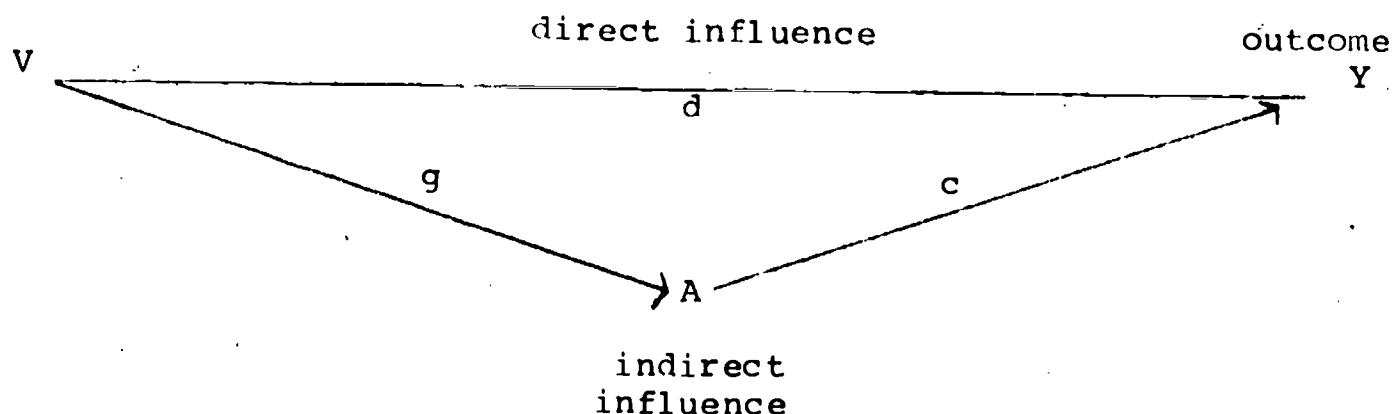 direct influence
outcome
V
Y
d
g
c
A
indirect
influence